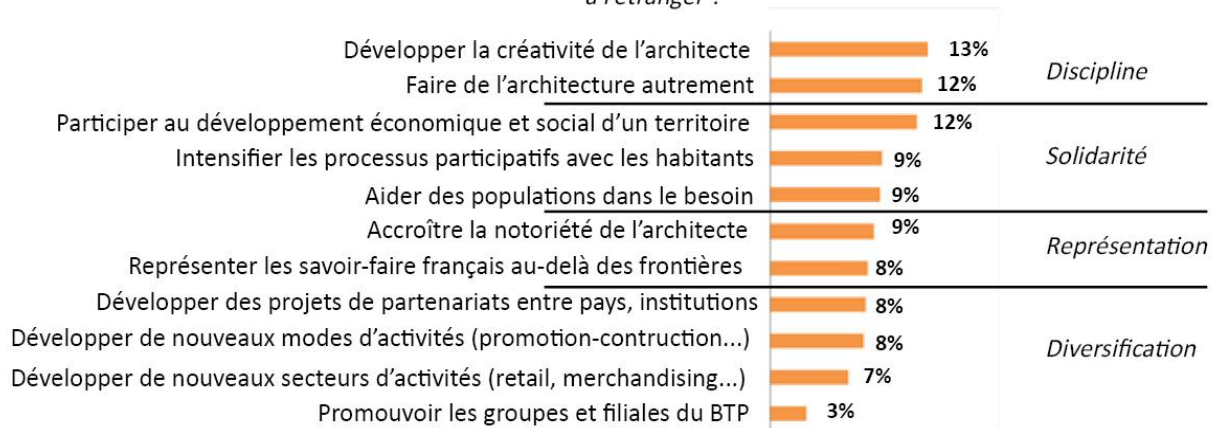 à l'étranger ?
Développer la créativité de l'architecte 13%
Faire de l'architecture autrement 12%
Discipline
Participer au développement économique et social d'un territoire 12%
Intensifier les processus participatifs avec les habitants 9%
Solidarité
Aider des populations dans le besoin 9%
Accroître la notoriété de l'architecte 9%
Représentation
Représenter les savoir-faire français au-delà des frontières 8%
Développer des projets de partenariats entre pays, institutions 8%
Développer de nouveaux modes d'activités (promotion-contruction...) 8%
Diversification
Développer de nouveaux secteurs d'activités (retail, merchandising...) 7%
Promouvoir les groupes et filiales du BTP 3%